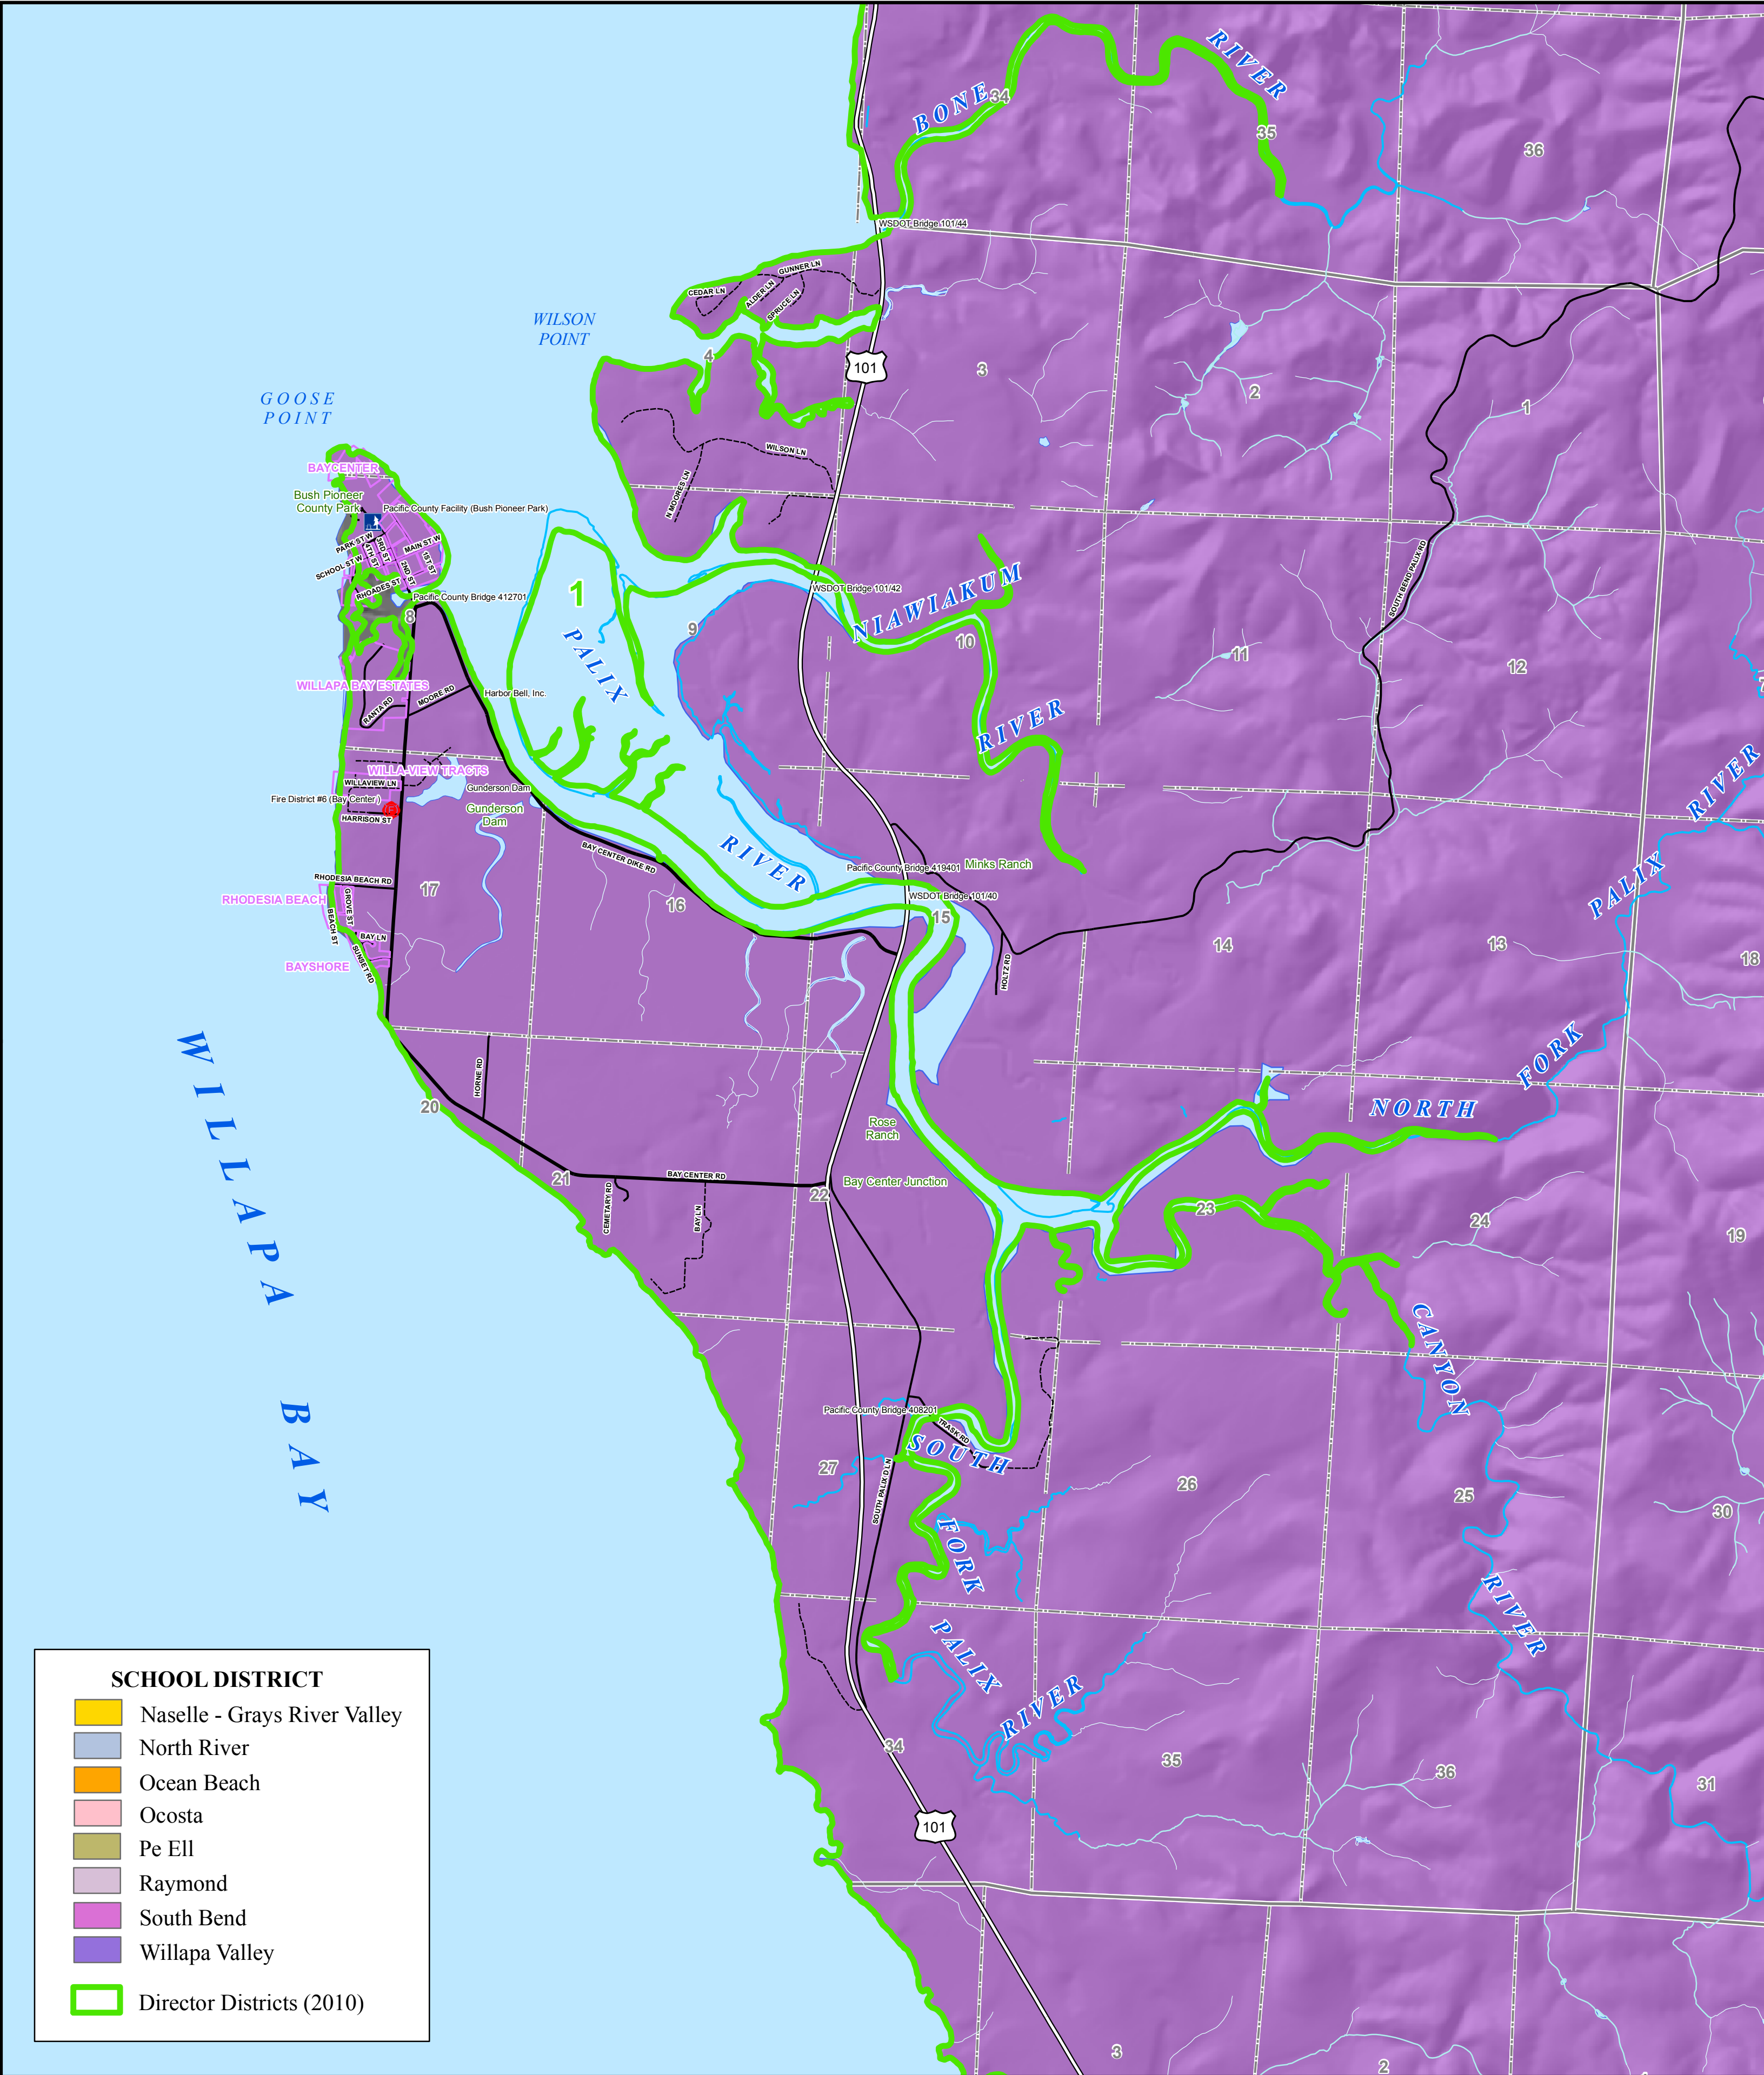 BONE
RIVER
34
35
36
WSDOT Bridge 101/44
GUNNER LN
CEDAR LN
ALDER LN
SPRUCE LN
WILSON
POINT
4
101
3
2
1
GOOSE
POINT
WILSON LN
N MOORES LN
BAYCENTER
Bush Pioneer
County Park
Pacific County Facility (Bush Pioneer Park)
PARK ST W
3RD ST
4TH ST
MAIN ST W
SCHOOL ST W
2ND ST
1ST ST
RHODES ST
Pacific County Bridge 412701
8
1
PALIX
RIVER
9
WSDOT Bridge 101/42
NIAWIAKUM
RIVER
10
11
12
SOUTH BEND PALIX RD
WILLAPA BAY ESTATES
RANTA RD
MOORE RD
Harbor Bell, Inc.
WILLA-VIEW TRACTS
WILLAVIEW LN
Fire District #6 (Bay Center)
HARRISON ST
Gunderson Dam
Gunderson
Dam
BAY CENTER DIKE RD
Pacific County Bridge 419401
Minks Ranch
WSDOT Bridge 101/40
RHODESIA BEACH RD
RHODESIA BEACH
GROVE ST
BEACH ST
BAY LN
SUNSET RD
BAYSHORE
17
16
15
14
13
18
HOLTZ RD
NORTH
FORK
PALIX
RIVER
WILLAPA
BAY
HORNE RD
20
21
BAY CENTER RD
CEMETARY RD
BAY LN
22
Rose
Ranch
Bay Center Junction
23
24
19
CANYON
RIVER
Pacific County Bridge 408201
TRASK RD
SOUTH
FORK
PALIX
RIVER
SOUTH PALIX D LN
27
26
25
30
34
35
36
31
101
3
2
SCHOOL DISTRICT
Naselle - Grays River Valley
North River
Ocean Beach
Ocosta
Pe Ell
Raymond
South Bend
Willapa Valley
Director Districts (2010)